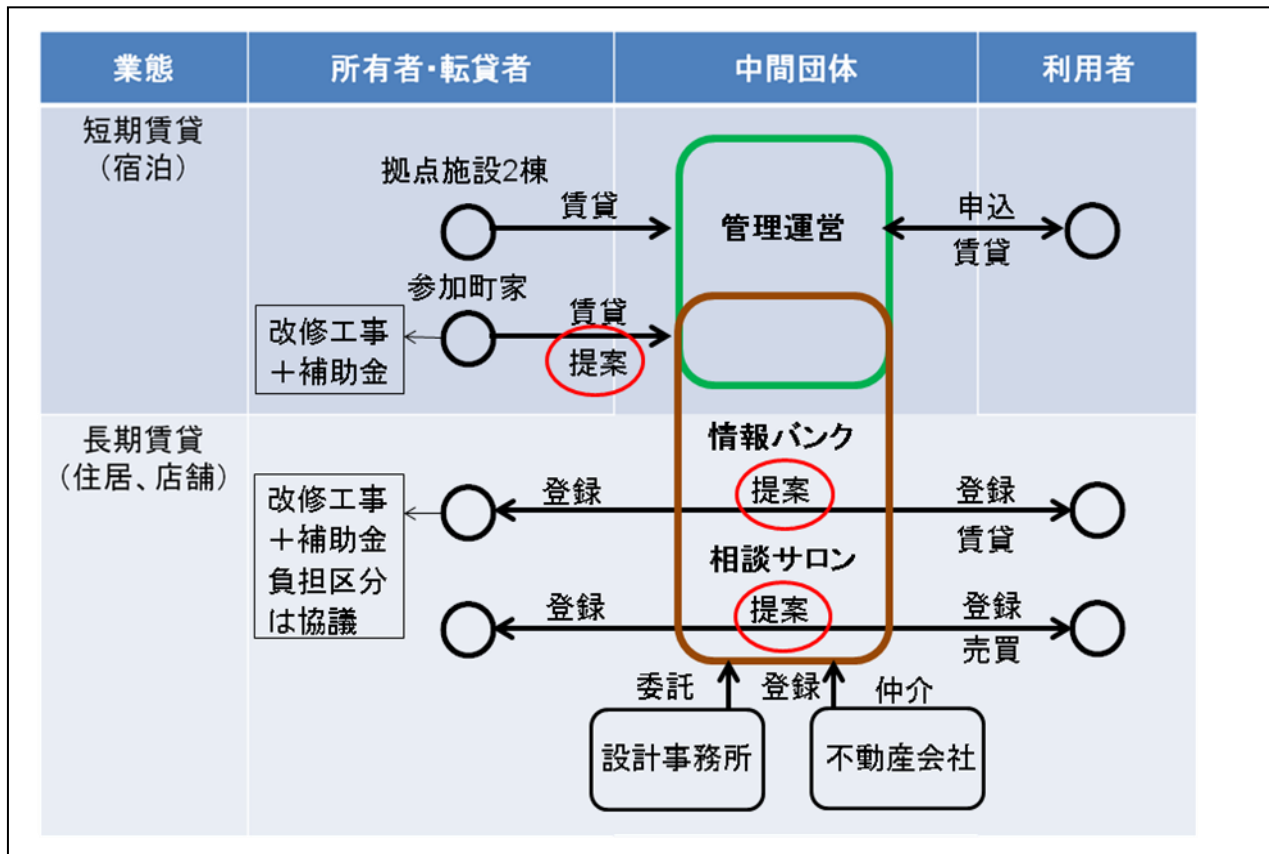 業態
所有者・転貸者
中間団体
利用者
短期賃貸
（宿泊）
拠点施設2棟
賃貸
管理運営
申込
賃貸
参加町家
賃貸
提案
改修工事
＋補助金
長期賃貸
（住居、店舗）
情報バンク
改修工事
＋補助金
負担区分
は協議
登録
提案
登録
賃貸
相談サロン
登録
提案
登録
売買
委託
登録
仲介
設計事務所
不動産会社